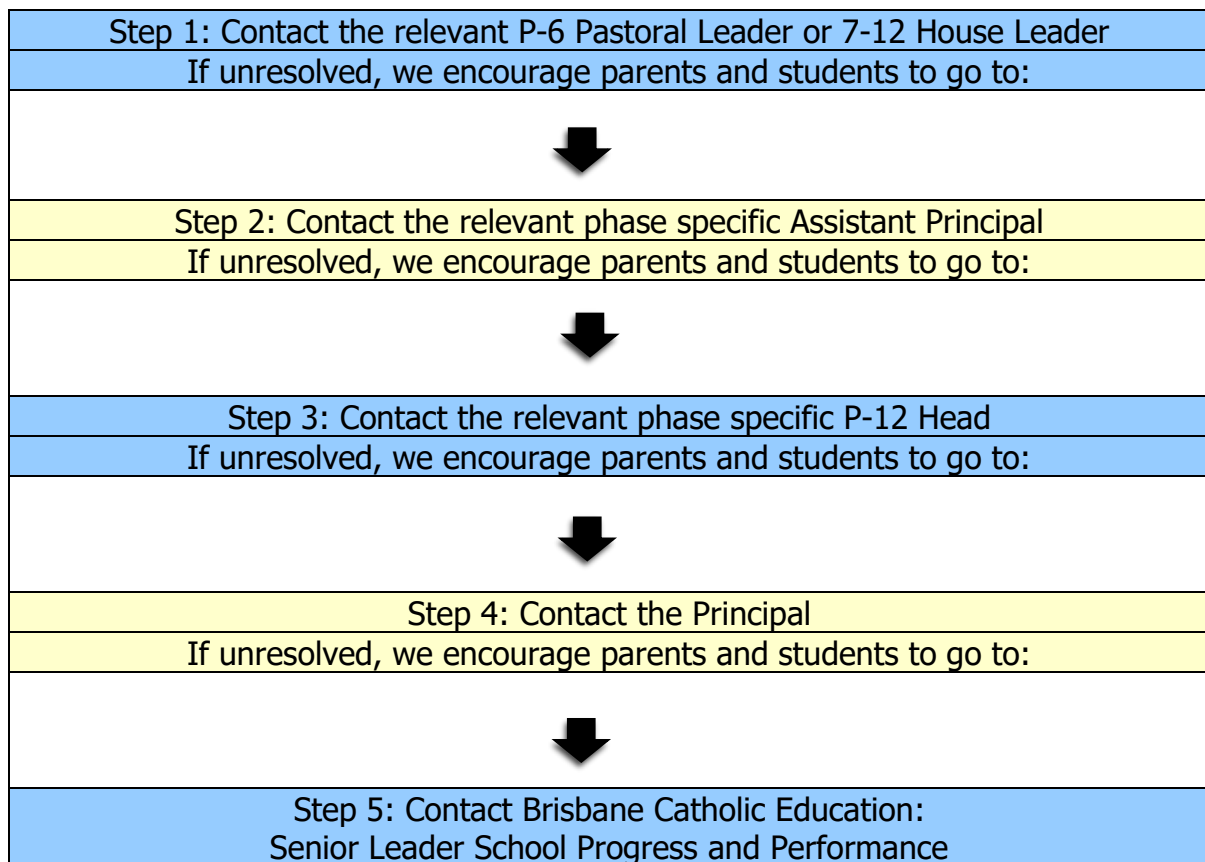 Step 1: Contact the relevant P-6 Pastoral Leader or 7-12 House Leader
If unresolved, we encourage parents and students to go to:
Step 2: Contact the relevant phase specific Assistant Principal
If unresolved, we encourage parents and students to go to:
Step 3: Contact the relevant phase specific P-12 Head
If unresolved, we encourage parents and students to go to:
Step 4: Contact the Principal
If unresolved, we encourage parents and students to go to:
Step 5: Contact Brisbane Catholic Education:
Senior Leader School Progress and Performance